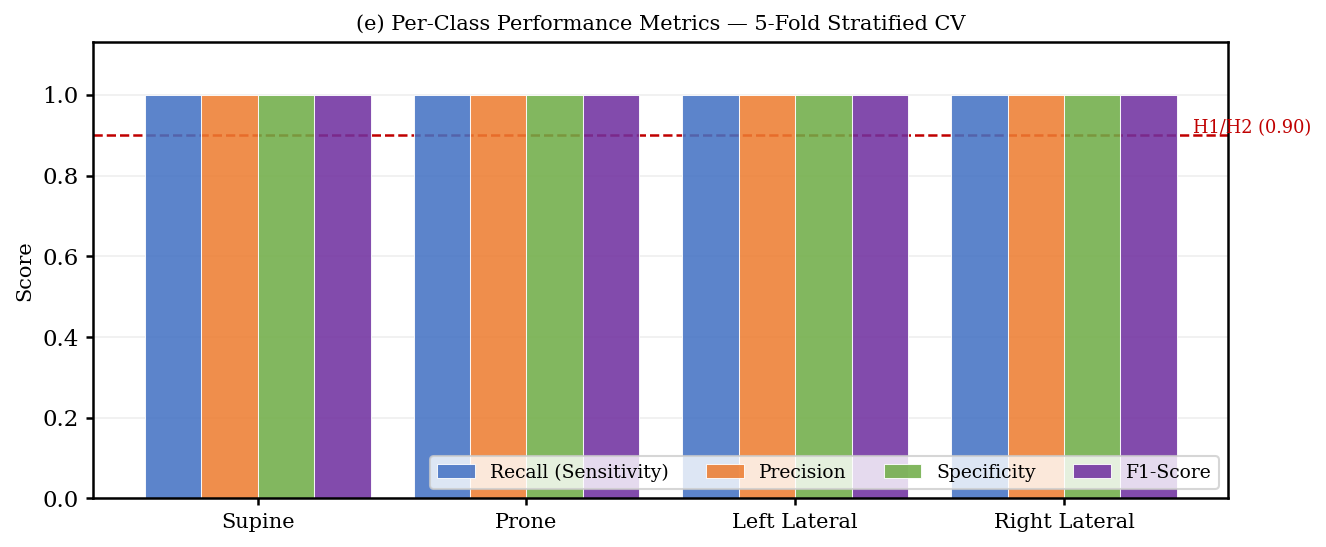 (e) Per-Class Performance Metrics — 5-Fold Stratified CV
1.0
H1/H2 (0.90)
0.8
0.6
Score
0.4
0.2
Recall (Sensitivity) Precision Specificity F1-Score
0.0
Supine Prone Left Lateral Right Lateral